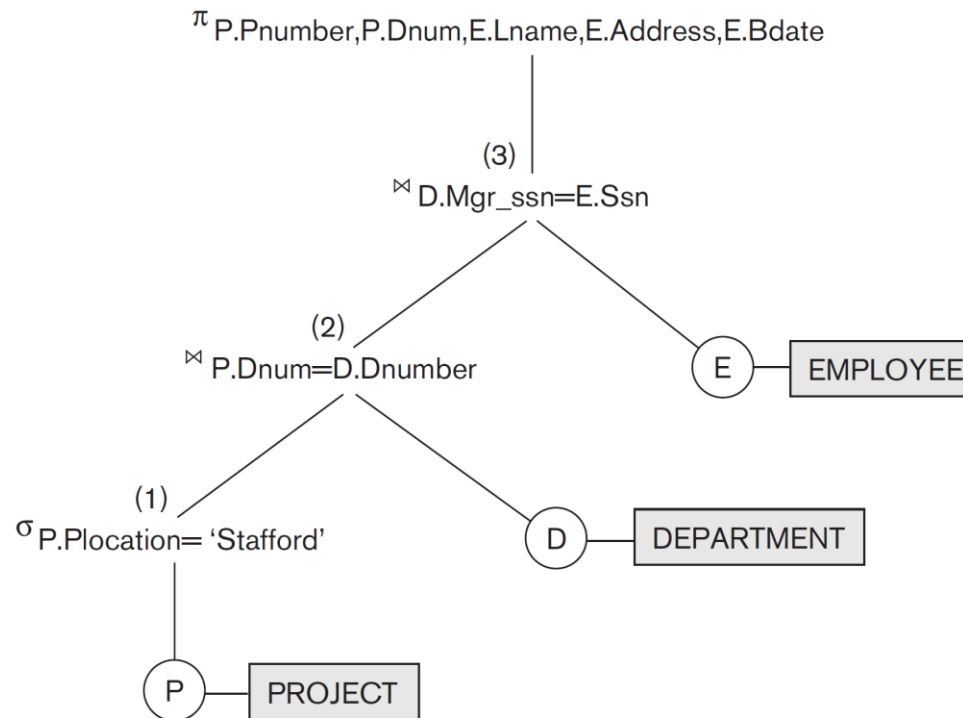 π P.Pnumber,P.Dnum,E.Lname,E.Address,E.Bdate
(3)
⋈ D.Mgr_ssn=E.Ssn
(2)
⋈ P.Dnum=D.Dnumber
E
EMPLOYEE
(1)
σ P.Plocation= ‘Stafford’
D
DEPARTMENT
P
PROJECT